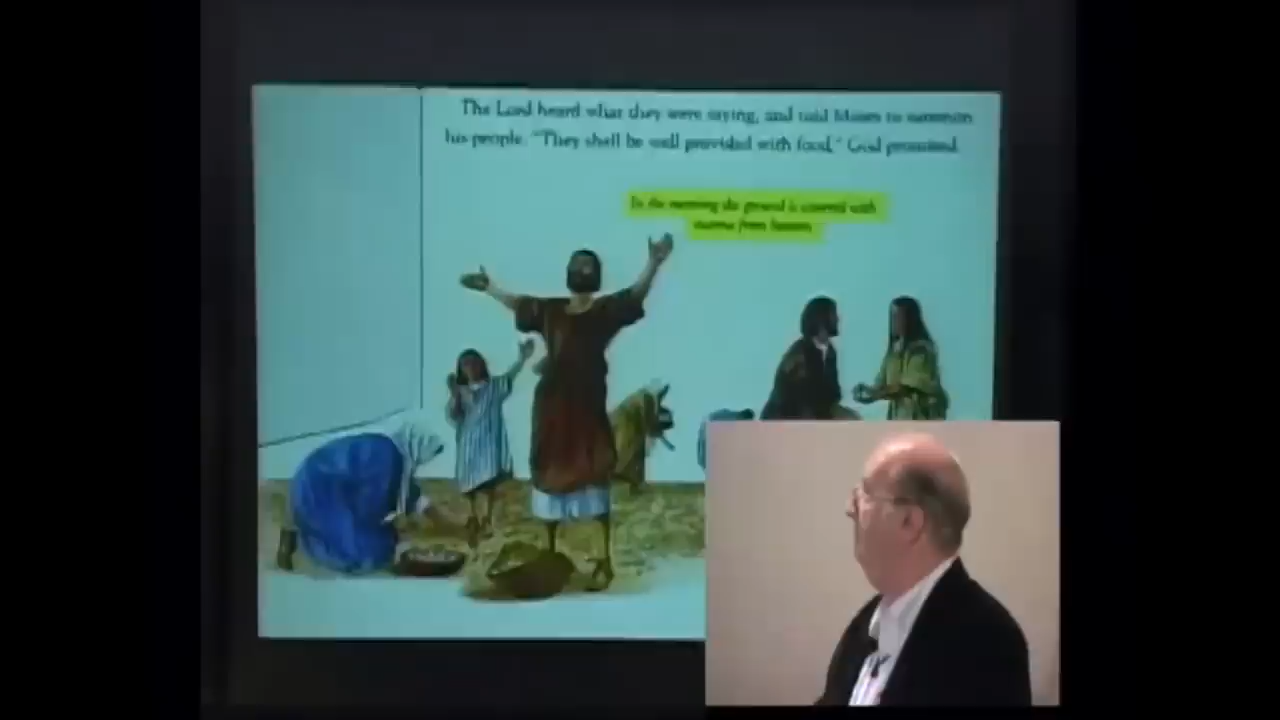 The Lord heard what they were saying, and told Moses to summon
his people. "They shall be well provided with food," God promised.
In the morning the ground is covered with
manna from heaven